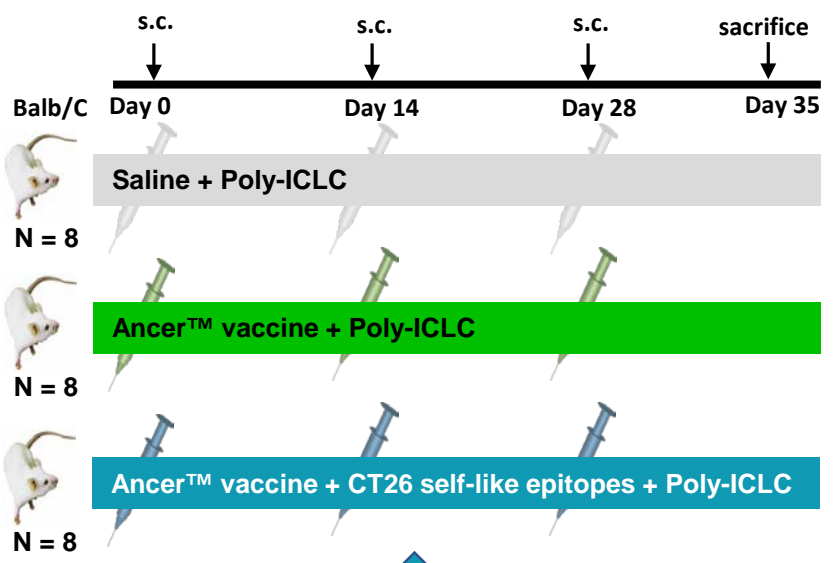 s.c. s.c. s.c. sacrifice
Balb/C Day 0 Day 14 Day 28 Day 35
Saline + Poly-ICLC
N = 8
Ancer™ vaccine + Poly-ICLC
N = 8
Ancer™ vaccine + CT26 self-like epitopes + Poly-ICLC
N = 8